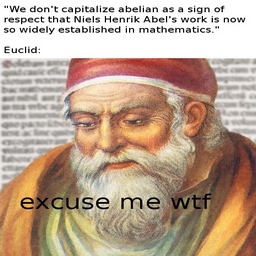 "We don't capitalize abelian as a sign of
respect that Niels Henrik Abel's work is now
so widely established in mathematics."
Euclid:
excuse me wtf